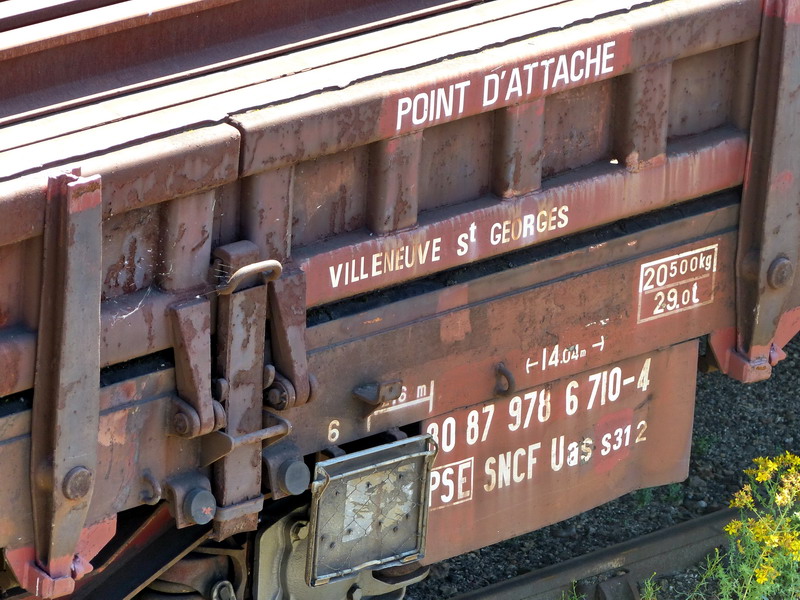 POINT D'ATTACHE
VILLENEUVE St GEORGES
20500kg
29.0t
14.04m
6 m
6
80 87 978 6 710-4
PSE SNCF Uas s312